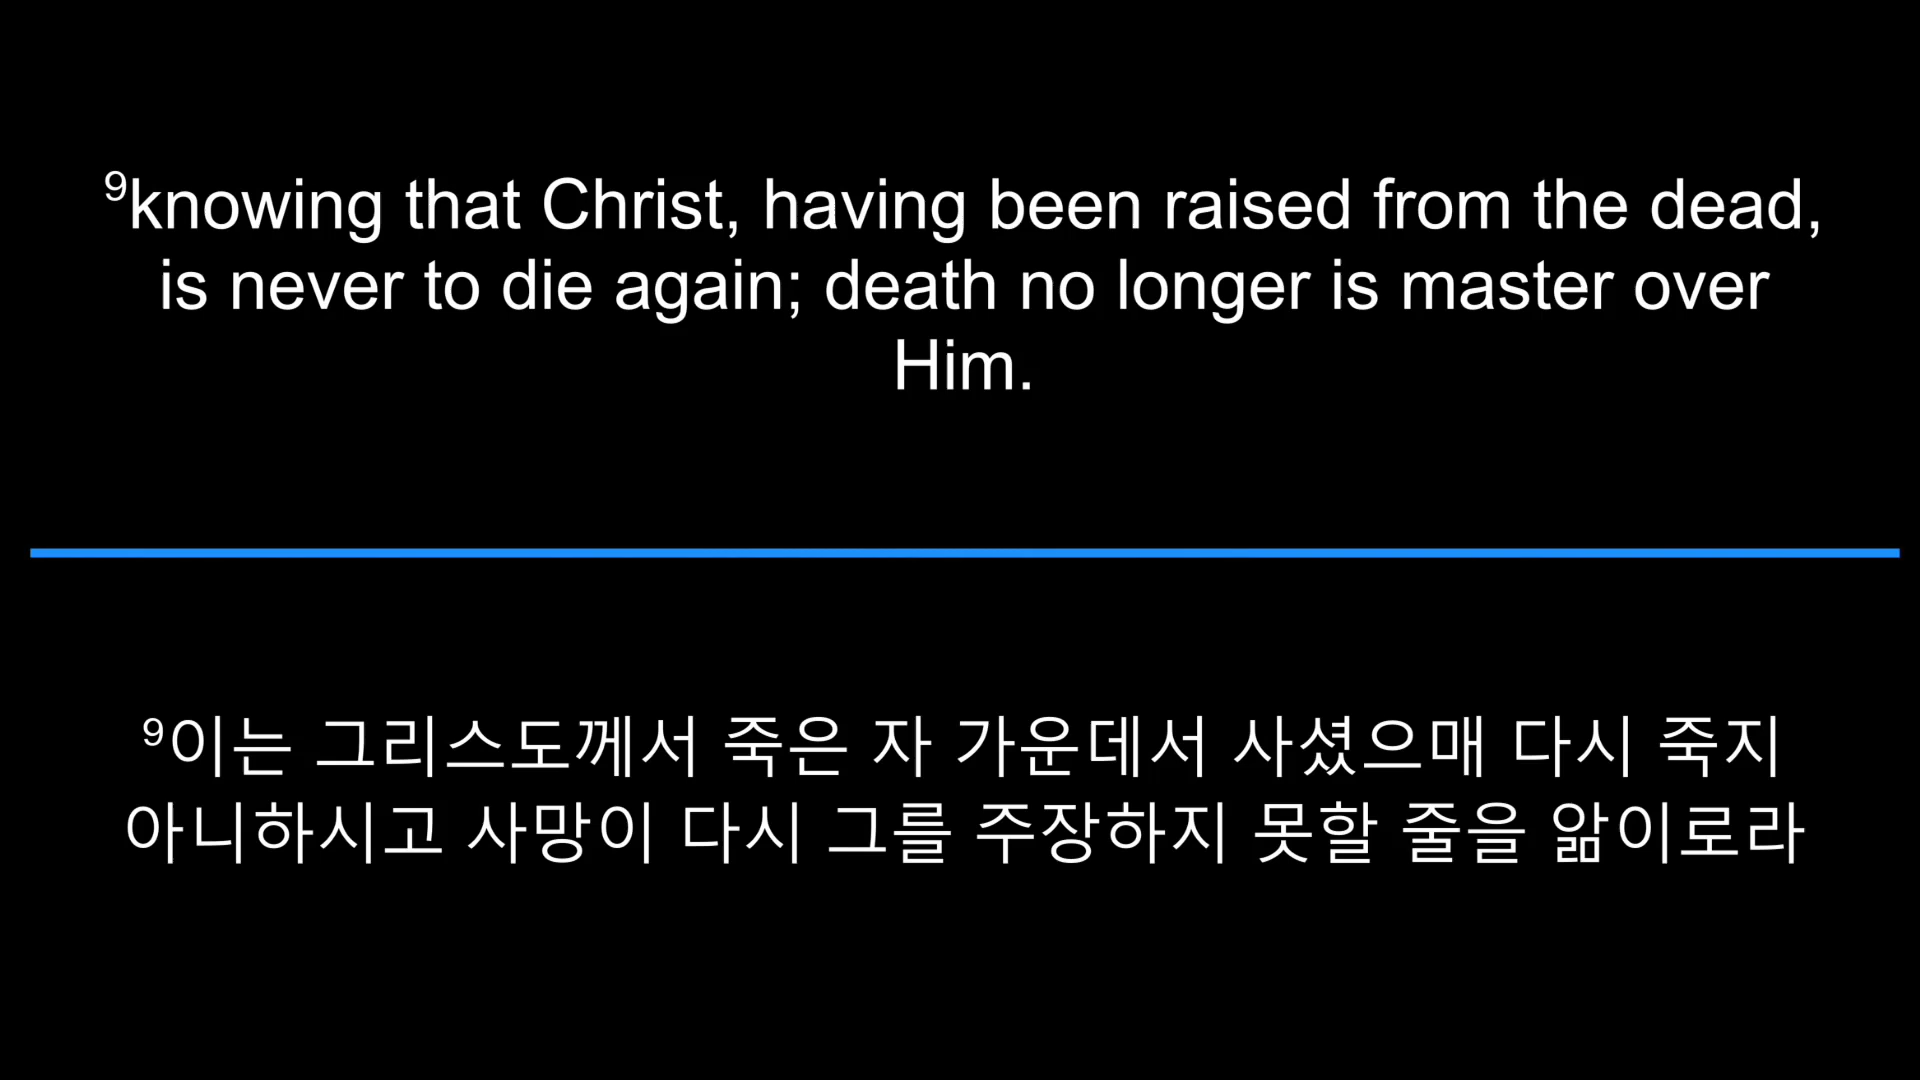 ⁹knowing that Christ, having been raised from the dead,
is never to die again; death no longer is master over
Him.
⁹이는 그리스도께서 죽은 자 가운데서 사셨으매 다시 죽지
아니하시고 사망이 다시 그를 주장하지 못할 줄을 앎이로라